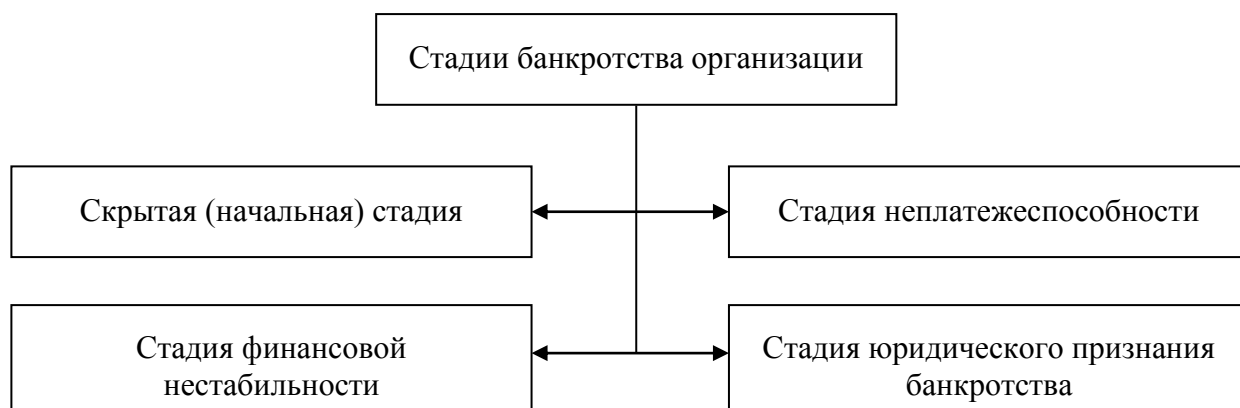 Стадии банкротства организации
Скрытая (начальная) стадия
Стадия неплатежеспособности
Стадия финансовой
нестабильности
Стадия юридического признания
банкротства